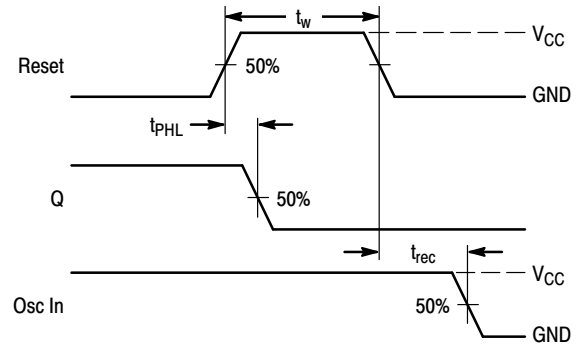 t_w
V_CC
Reset
50%
GND
t_PHL
Q
50%
t_rec
V_CC
Osc In
50%
GND